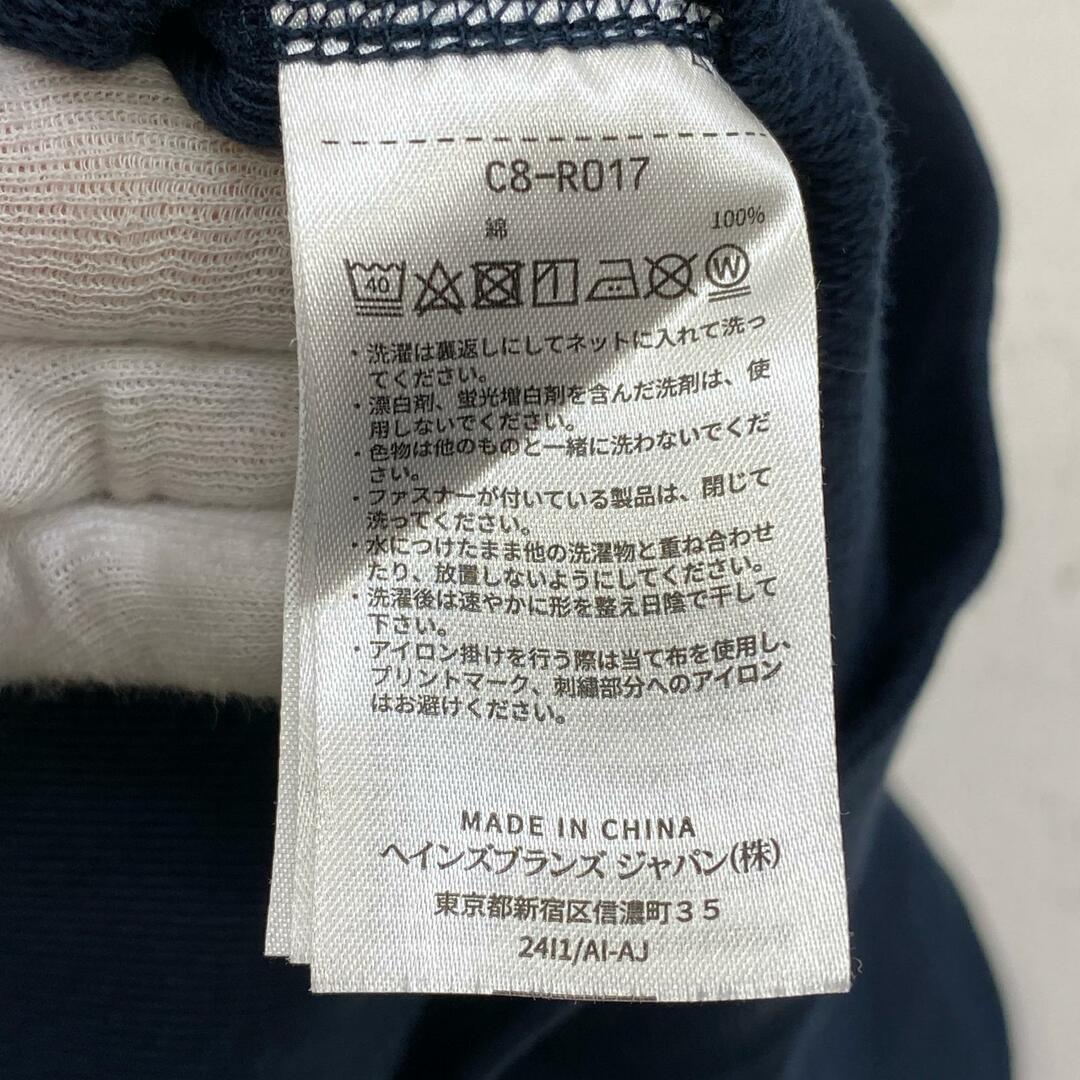 C8-R017
綿 100%
40 W
・洗濯は裏返しにしてネットに入れて洗っ
てください。
・漂白剤、蛍光増白剤を含んだ洗剤は、使
用しないでください。
・色物は他のものと一緒に洗わないでくだ
さい。
・ファスナーが付いている製品は、閉じて
洗ってください。
・水につけたまま他の洗濯物と重ね合わせ
たり、放置しないようにしてください。
・洗濯後は速やかに形を整え日陰で干して
下さい。
・アイロン掛けを行う際は当て布を使用し、
プリントマーク、刺繡部分へのアイロン
はお避けください。
MADE IN CHINA
ヘインズブランズ ジャパン(株)
東京都新宿区信濃町35
24I1/AI-AJ